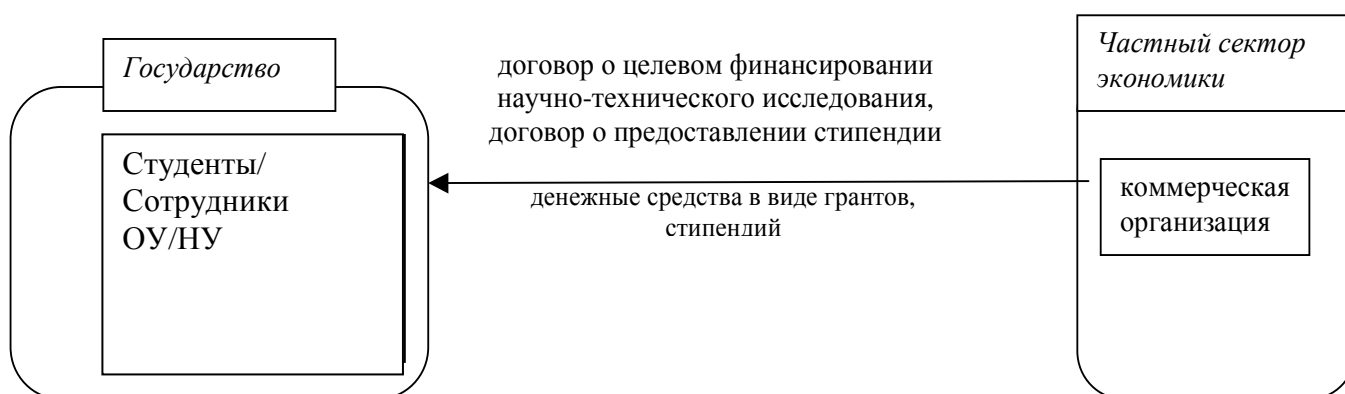 Государство
Студенты/
Сотрудники
ОУ/НУ
договор о целевом финансировании
научно-технического исследования,
договор о предоставлении стипендии
денежные средства в виде грантов,
стипендий
Частный сектор
экономики
коммерческая
организация